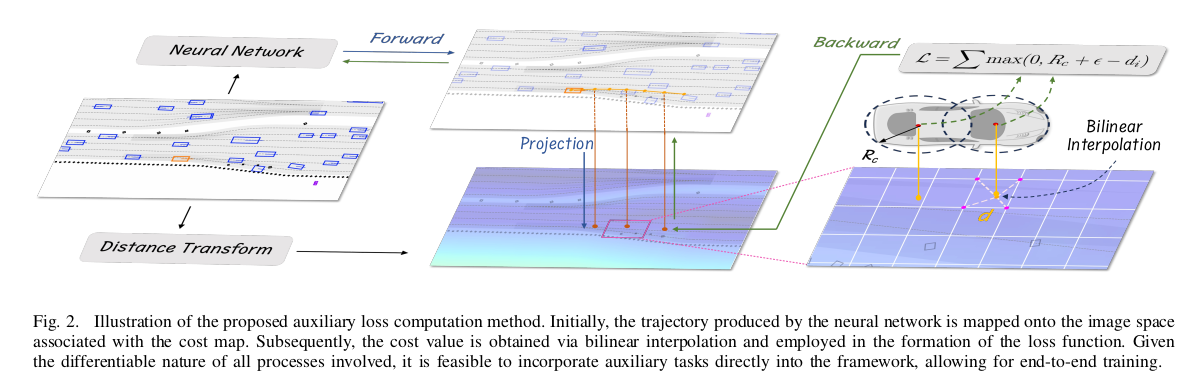 Neural Network
Forward
Backward
L = ∑ max(0, R_c + ϵ − d_i)
Projection
R_c
Bilinear
Interpolation
d
Distance Transform
Fig. 2. Illustration of the proposed auxiliary loss computation method. Initially, the trajectory produced by the neural network is mapped onto the image space
associated with the cost map. Subsequently, the cost value is obtained via bilinear interpolation and employed in the formation of the loss function. Given
the differentiable nature of all processes involved, it is feasible to incorporate auxiliary tasks directly into the framework, allowing for end-to-end training.